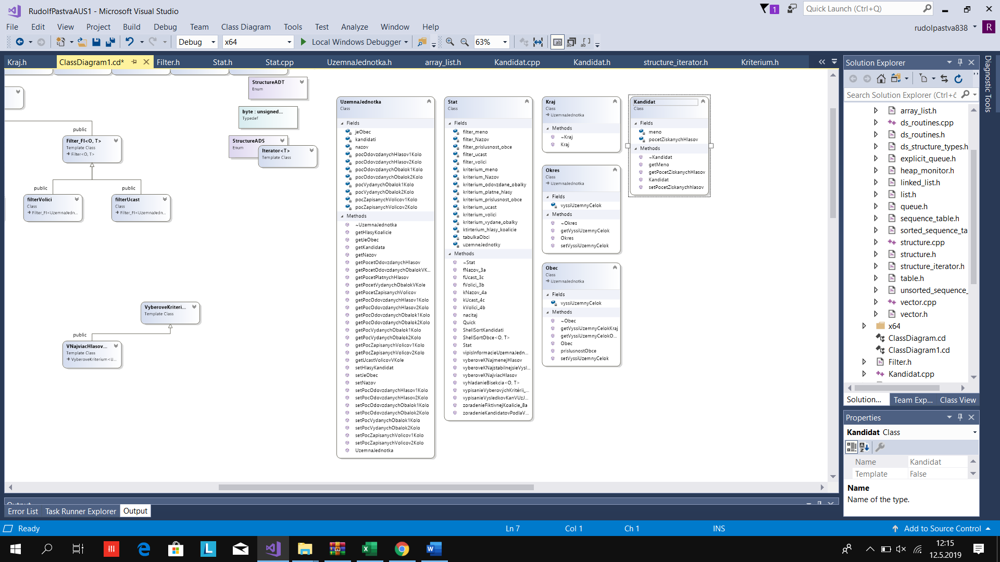 RudolfPastvaAUS1 - Microsoft Visual Studio
1
Quick Launch (Ctrl+Q)
File Edit View Project Build Debug Team Class Diagram Tools Test Analyze Window Help
rudolpastva838 R
Debug x64 Local Windows Debugger 63%
Kraj.h ClassDiagram1.cd* Filter.h Stat.h Stat.cpp UzemnaJednotka.h array_list.h Kandidat.cpp Kandidat.h structure_iterator.h Kriterium.h
public
Filter_FI<O, T>
Template Class
Filter<O, T>
public
public
filterVolici
Class
Filter_FI<UzemnaJedn...
filterUcast
Class
Filter_FI<UzemnaJedn...
VyberoveKriteri...
Template Class
public
VNajviacHlasov...
Template Class
VyberoveKriterium<U...
StructureADT
Enum
byte : unsigned...
Typedef
StructureADS
Enum
Iterator<T>
Template Class
UzemnaJednotka
Class
Fields
jeObec
kandidati
nazov
pocOdovzdanychHlasov1Kolo
pocOdovzdanychHlasov2Kolo
pocOdovzdanychObalok1Kolo
pocOdovzdanychObalok2Kolo
pocVydanychObalok1Kolo
pocVydanychObalok2Kolo
pocZapisanychVolicov1Kolo
pocZapisanychVolicov2Kolo
Methods
~UzemnaJednotka
getHlasyKoalicie
getJeObec
getKandidata
getNazov
getPocetOdovzdanychHlasov
getPocetOdovzdanychObalokVK...
getPocetPlatnychHlasov
getPocetVydanychObalokVKole
getPocetZapisanychVolicov
getPocOdovzdanychHlasov1Kolo
getPocOdovzdanychHlasov2Kolo
getPocOdovzdanychObalok1Kolo
getPocOdovzdanychObalok2Kolo
getPocVydanychObalok1Kolo
getPocVydanychObalok2Kolo
getPocZapisanychVolicov1Kolo
getPocZapisanychVolicov2Kolo
getUcastVolicovVKole
setHlasyKandidat
setJeObec
setNazov
setPocOdovzdanychHlasov1Kolo
setPocOdovzdanychHlasov2Kolo
setPocOdovzdanychObalok1Kolo
setPocOdovzdanychObalok2Kolo
setPocVydanychObalok1Kolo
setPocVydanychObalok2Kolo
setPocZapisanychVolicov1Kolo
setPocZapisanychVolicov2Kolo
UzemnaJednotka
Stat
Class
Fields
filter_meno
filter_Nazov
filter_prislusnost_obce
filter_ucast
filter_volici
kriterium_meno
kriterium_Nazov
kriterium_odovzdane_obalky
kriterium_platne_hlasy
kriterium_prislusnost_obce
kriterium_ucast
kriterium_volici
kriterium_vydane_obalky
ktirterium_hlasy_koalicie
tabulkaObci
uzemneJednotky
Methods
~Stat
fNazov_3a
fUcast_3c
fVolici_3b
kNazov_4a
kUcast_4c
kVolici_4b
nacitaj
Quick
ShellSortKandidati
ShellSortObce<O, T>
Stat
vipisInformacieUzemnaJedn...
vyberoveKNajmenejHlasov
vyberoveKNajstabilnejsieVysl...
vyberoveKNajviacHlasov
vyhladanieBisekcia<O, T>
vypisanieVyberovýchKritérii_...
vypisanieVysledkovKanVUzJ...
zoradenieFiktivnejKoalicie_8a
zoradenieKandidatovPodlaV...
Kraj
Class
UzemnaJednotka
Methods
~Kraj
Kraj
Okres
Class
UzemnaJednotka
Fields
vyssiUzemnyCelok
Methods
~Okres
getVyssiUzemnyCelok
Okres
setVyssiUzemnyCelok
Obec
Class
UzemnaJednotka
Fields
vyssiUzemnyCelok
Methods
~Obec
getVyssiUzemnyCelokKraj
getVyssiUzemnyCelokO...
Obec
prislusnostObce
setVyssiUzemnyCelok
Kandidat
Class
Fields
meno
pocetZiskanychHlasov
Methods
~Kandidat
getMeno
getPocetZiskanychHlasov
Kandidat
setPocetZiskanychhlasov
Solution Explorer
Search Solution Explorer (Ctrl+č
array_list.h
ds_routines.cpp
ds_routines.h
ds_structure_types.h
explicit_queue.h
heap_monitor.h
linked_list.h
list.h
queue.h
sequence_table.h
sorted_sequence_ta
structure.cpp
structure.h
structure_iterator.h
table.h
unsorted_sequence_
vector.cpp
vector.h
x64
ClassDiagram.cd
ClassDiagram1.cd
Filter.h
Kandidat.cpp
Solution... Team Exp... Class View
Properties
Kandidat Class
Name Kandidat
Template False
Name
Name of the type.
Diagnostic Tools
Output
Error List Task Runner Explorer Output
Ready Ln 7 Col 1 Ch 1 INS Add to Source Control
12:15
12.5.2019